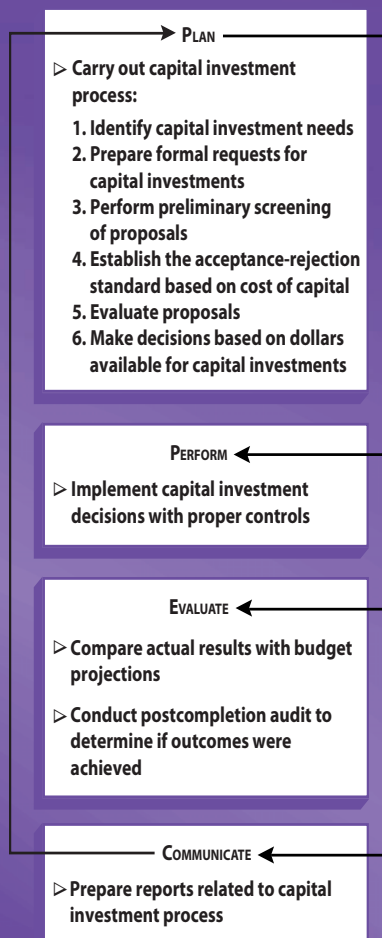 PLAN
▷ Carry out capital investment
process:
1. Identify capital investment needs
2. Prepare formal requests for
capital investments
3. Perform preliminary screening
of proposals
4. Establish the acceptance-rejection
standard based on cost of capital
5. Evaluate proposals
6. Make decisions based on dollars
available for capital investments
PERFORM
▷ Implement capital investment
decisions with proper controls
EVALUATE
▷ Compare actual results with budget
projections
▷ Conduct postcompletion audit to
determine if outcomes were
achieved
COMMUNICATE
▷ Prepare reports related to capital
investment process